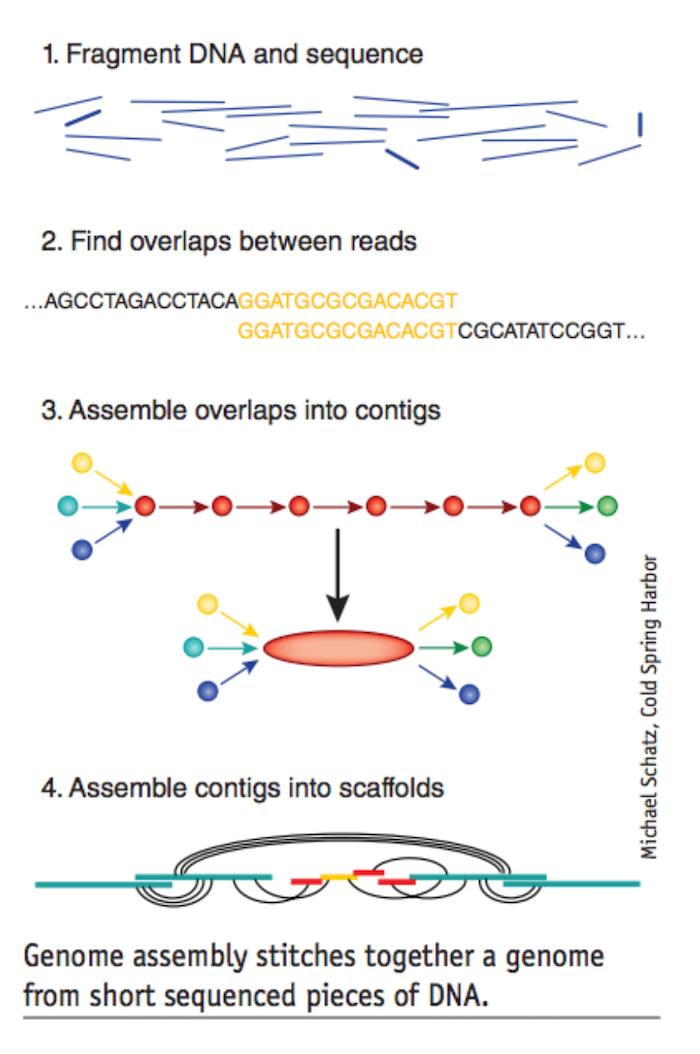 1. Fragment DNA and sequence
2. Find overlaps between reads
...AGCCTAGACCTACAGGATGCGCGACACGT
GGATGCGCGACACGTCGCATATCCGGT...
3. Assemble overlaps into contigs
Michael Schatz, Cold Spring Harbor
4. Assemble contigs into scaffolds
Genome assembly stitches together a genome
from short sequenced pieces of DNA.